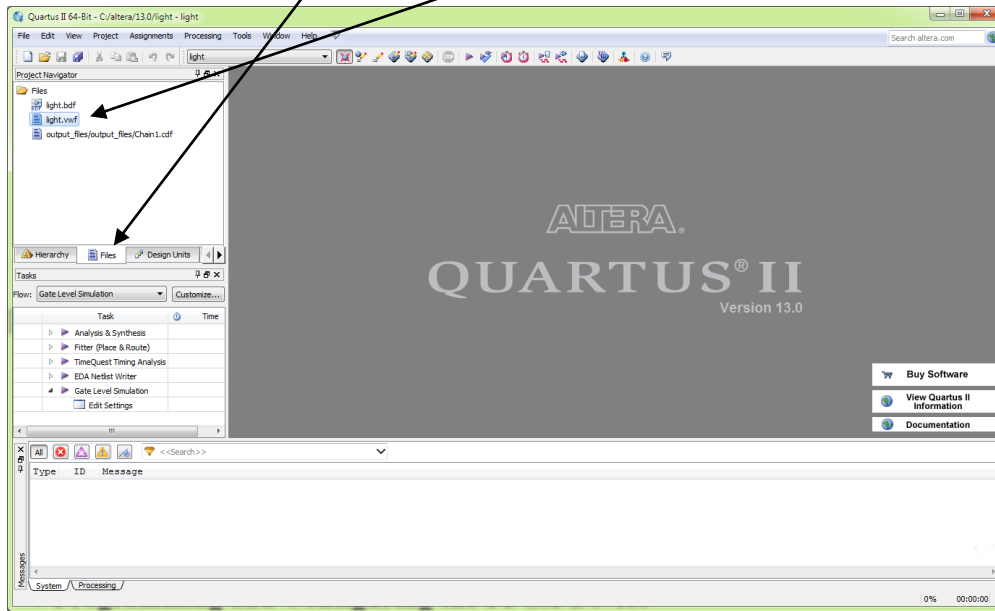 Quartus II 64-Bit - C:/altera/13.0/light - light
File Edit View Project Assignments Processing Tools Window Help
Search altera.com
light
Project Navigator
Files
light.bdf
light.vwf
output_files/output_files/Chain1.cdf
Hierarchy Files Design Units
Tasks
Flow: Gate Level Simulation Customize...
Task Time
Analysis & Synthesis
Fitter (Place & Route)
TimeQuest Timing Analysis
EDA Netlist Writer
Gate Level Simulation
Edit Settings
ALTERA®
QUARTUS® II
Version 13.0
Buy Software
View Quartus II
Information
Documentation
All <<Search>>
Type ID Message
Messages
System Processing
0% 00:00:00